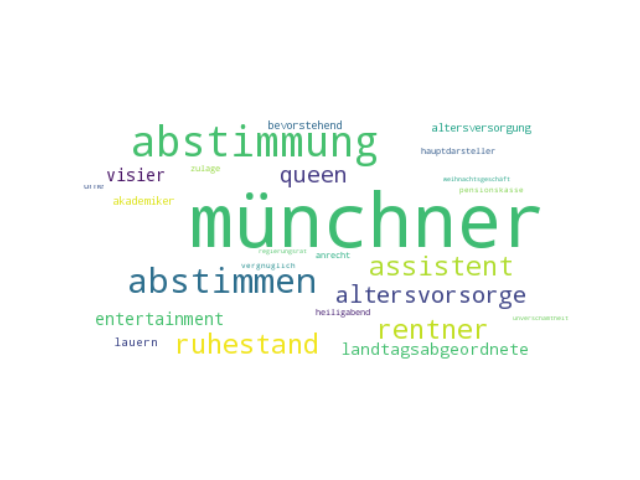 bevorstehend
altersversorgung
abstimmung
hauptdarsteller
visier
zulage
queen
weihnachtsgeschäft
pensionskasse
akademiker
münchner
regierungsrat
anrecht
vergnüglich
assistent
abstimmen
altersvorsorge
heiligabend
entertainment
unverschämtheit
rentner
lauern
ruhestand
landtagsabgeordnete